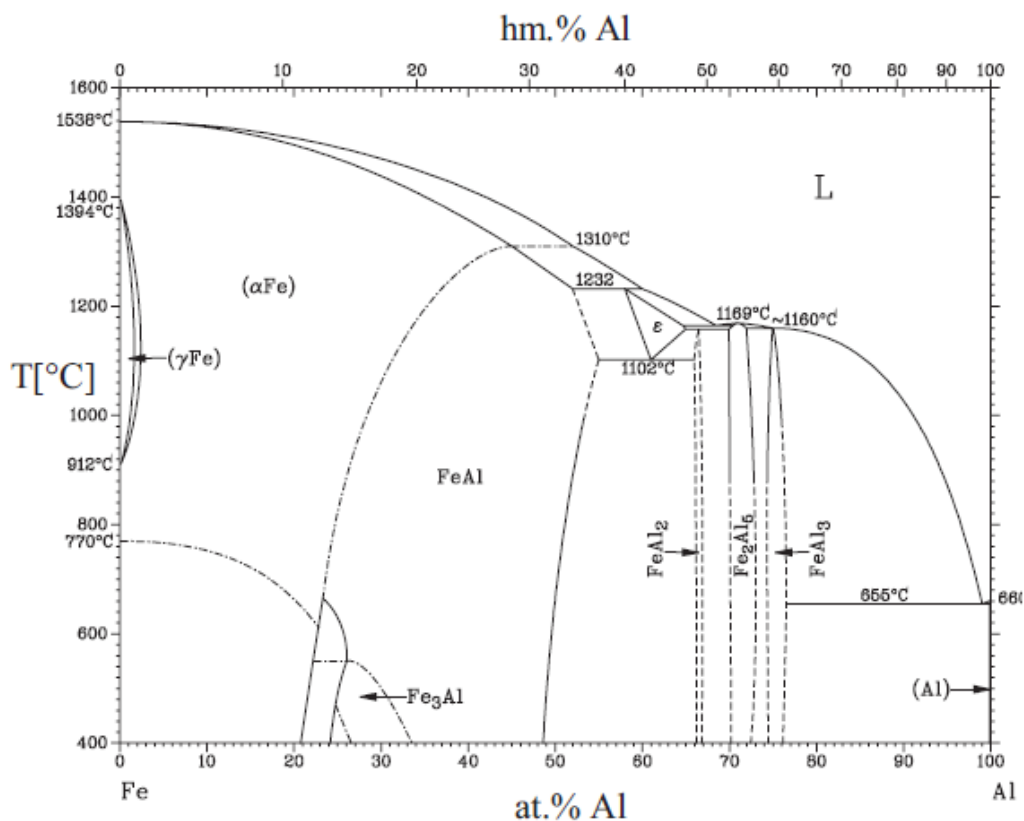 hm.% Al
0 10 20 30 40 50 60 70 80 90 100
1600
1538°C
1400
1394°C
L
1310°C
(αFe)
1232
1200
1169°C ~1160°C
ε
(γFe)
1102°C
T[°C]
1000
912°C
FeAl
800
770°C
FeAl2
Fe2Al5
FeAl3
655°C
660
600
Fe3Al
(Al)
400
0 10 20 30 40 50 60 70 80 90 100
Fe
Al
at.% Al